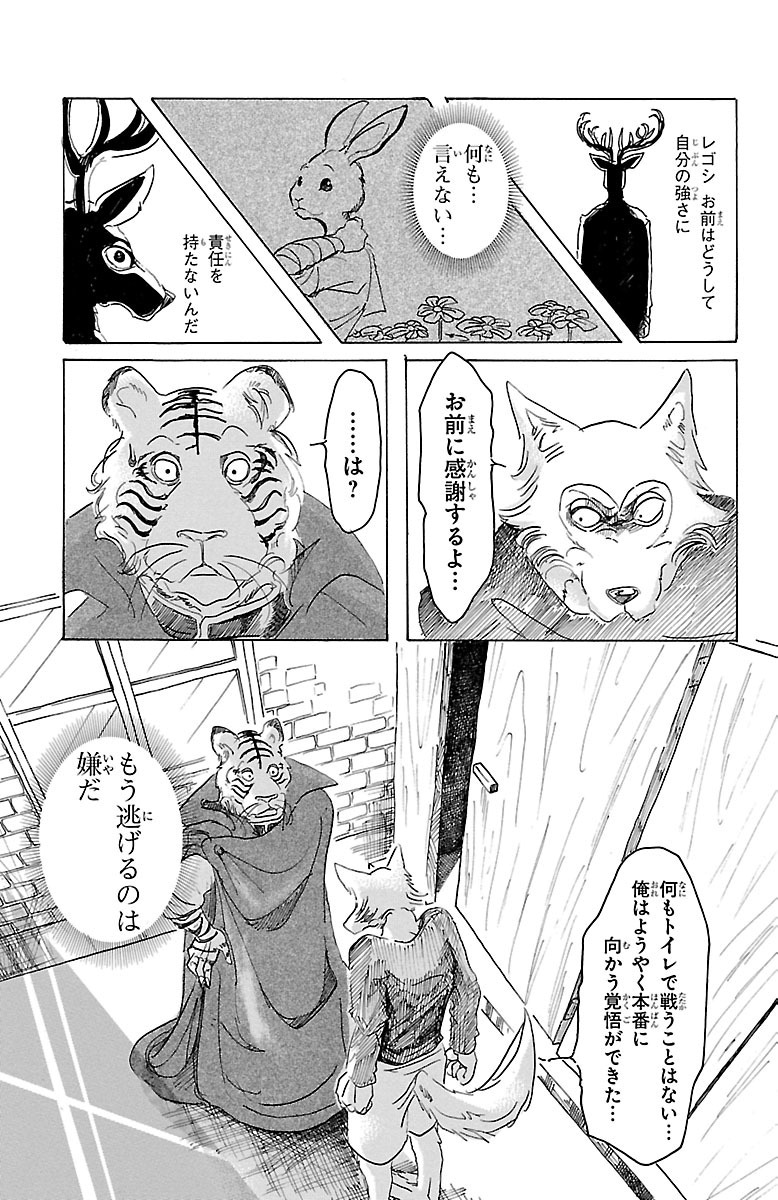 レゴシ お前はどうして
自分の強さに
何も…
言えない…
責任を
持たないんだ
お前に感謝するよ…
……は?
もう逃げるのは
嫌だ
何もトイレで戦うことはない…
俺はようやく本番に
向かう覚悟ができた…